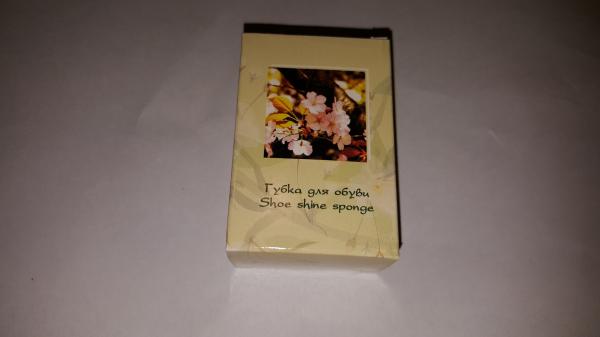 Губка для обуви
Shoe shine sponge